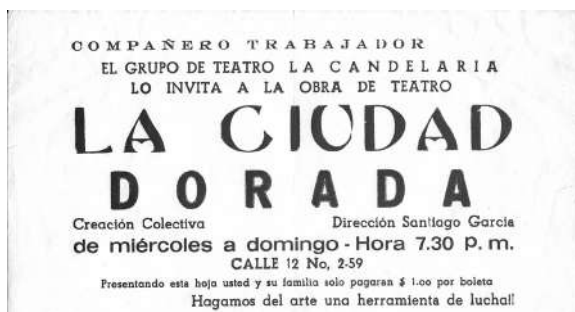 COMPAÑERO TRABAJADOR
EL GRUPO DE TEATRO LA CANDELARIA
LO INVITA A LA OBRA DE TEATRO
LA CIUDAD
DORADA
Creación Colectiva Dirección Santiago García
de miércoles a domingo - Hora 7.30 P. m.
CALLE 12 No, 2-59
Presentando esta hoja usted y su familia solo pagaran $ 1.oo por boleta
Hagamos del arte una herramienta de lucha!!